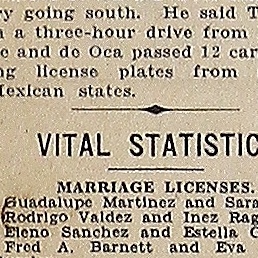 ry going south. He said T
a three-hour drive from
e and de Oca passed 12 car
ng license plates from
Mexican states.
VITAL STATISTIC
MARRIAGE LICENSES.
Guadalupe Martinez and Sara
Rodrigo Valdez and Inez Rag
Eleno Sanchez and Estella C
Fred A. Barnett and Eva